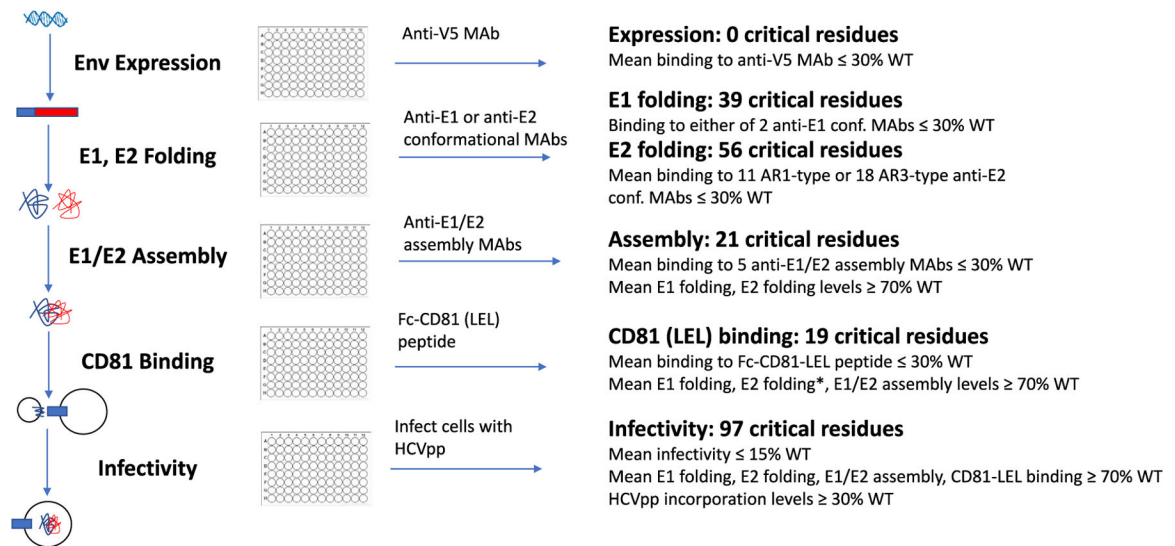 Env Expression
Anti-V5 MAb
Expression: 0 critical residues
Mean binding to anti-V5 MAb ≤ 30% WT
E1, E2 Folding
Anti-E1 or anti-E2
conformational MAbs
E1 folding: 39 critical residues
Binding to either of 2 anti-E1 conf. MAbs ≤ 30% WT
E2 folding: 56 critical residues
Mean binding to 11 AR1-type or 18 AR3-type anti-E2
conf. MAbs ≤ 30% WT
E1/E2 Assembly
Anti-E1/E2
assembly MAbs
Assembly: 21 critical residues
Mean binding to 5 anti-E1/E2 assembly MAbs ≤ 30% WT
Mean E1 folding, E2 folding levels ≥ 70% WT
CD81 Binding
Fc-CD81 (LEL)
peptide
CD81 (LEL) binding: 19 critical residues
Mean binding to Fc-CD81-LEL peptide ≤ 30% WT
Mean E1 folding, E2 folding*, E1/E2 assembly levels ≥ 70% WT
Infectivity
Infect cells with
HCVpp
Infectivity: 97 critical residues
Mean infectivity ≤ 15% WT
Mean E1 folding, E2 folding, E1/E2 assembly, CD81-LEL binding ≥ 70% WT
HCVpp incorporation levels ≥ 30% WT